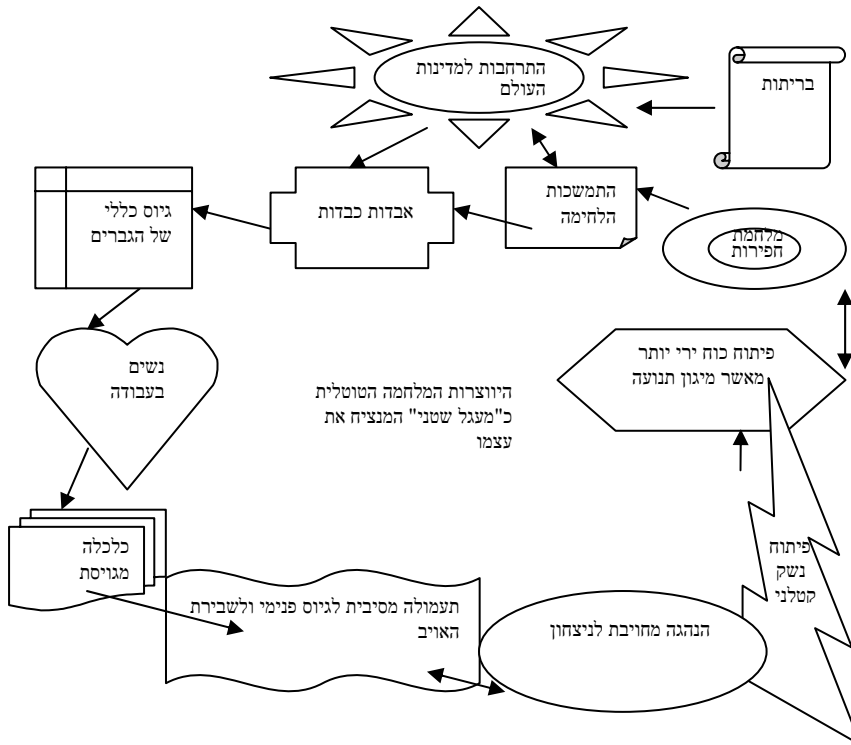 התרחבות למדינות
העולם
בריתות
התמשכות
הלחימה
אבדות כבדות
גיוס כללי
של הגברים
מלחמת
חפירות
פיתוח כוח ירי יותר
מאשר מיגון תנועה
נשים
בעבודה
היווצרות המלחמה הטוטלית
כ"מעגל שטני" המנציח את
עצמו
כלכלה
מגויסת
פיתוח
נשק
קטלני
תעמולה מסיבית לגיוס פנימי ולשבירת
האויב
הנהגה מחויבת לניצחון